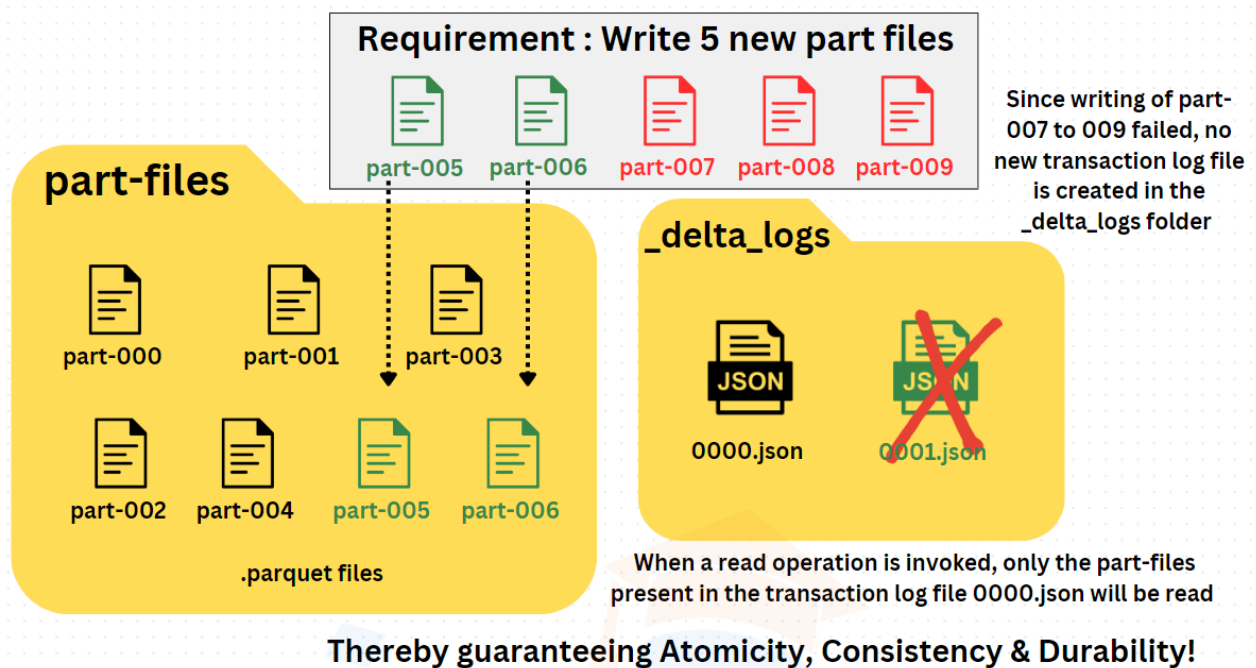 Requirement : Write 5 new part files
part-005
part-006
part-007
part-008
part-009
Since writing of part-
007 to 009 failed, no
new transaction log file
is created in the
_delta_logs folder
part-files
part-000
part-001
part-003
part-002
part-004
part-005
part-006
.parquet files
_delta_logs
JSON
0000.json
JSON
0001.json
When a read operation is invoked, only the part-files
present in the transaction log file 0000.json will be read
Thereby guaranteeing Atomicity, Consistency & Durability!